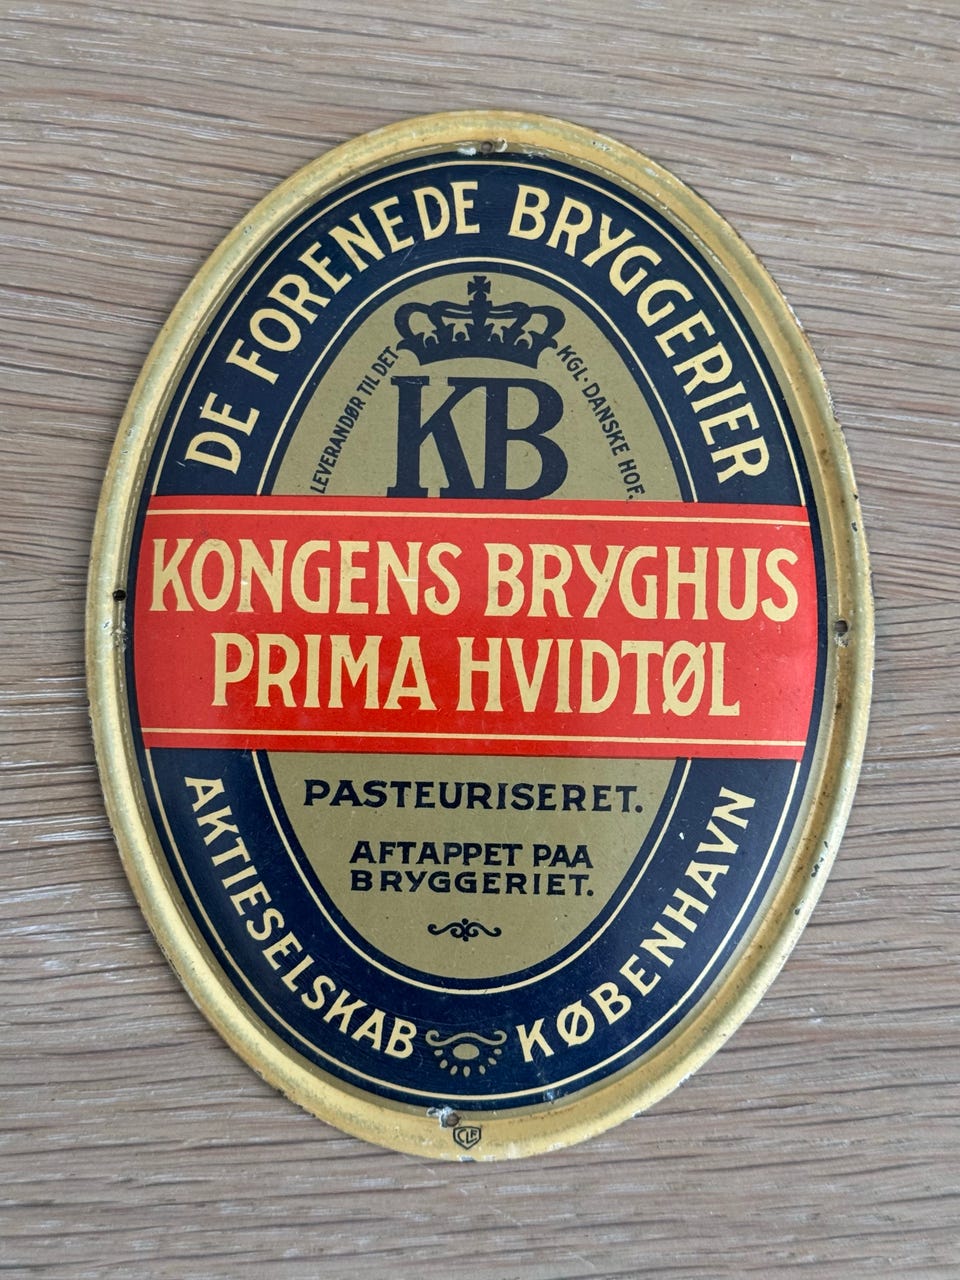 DE FORENEDE BRYGGERIER
LEVERANDØR TIL DET
KGL. DANSKE HOF.
KB
KONGENS BRYGHUS
PRIMA HVIDTØL
PASTEURISERET.
AFTAPPET PAA
BRYGGERIET.
AKTIESELSKAB
KØBENHAVN
CLE